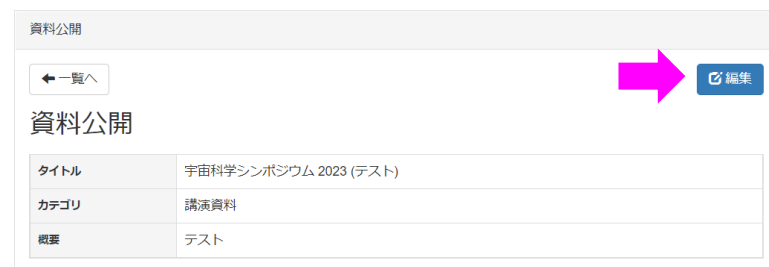 資料公開
一覧へ
編集
資料公開
タイトル 宇宙科学シンポジウム 2023 (テスト)
カテゴリ 講演資料
概要 テスト